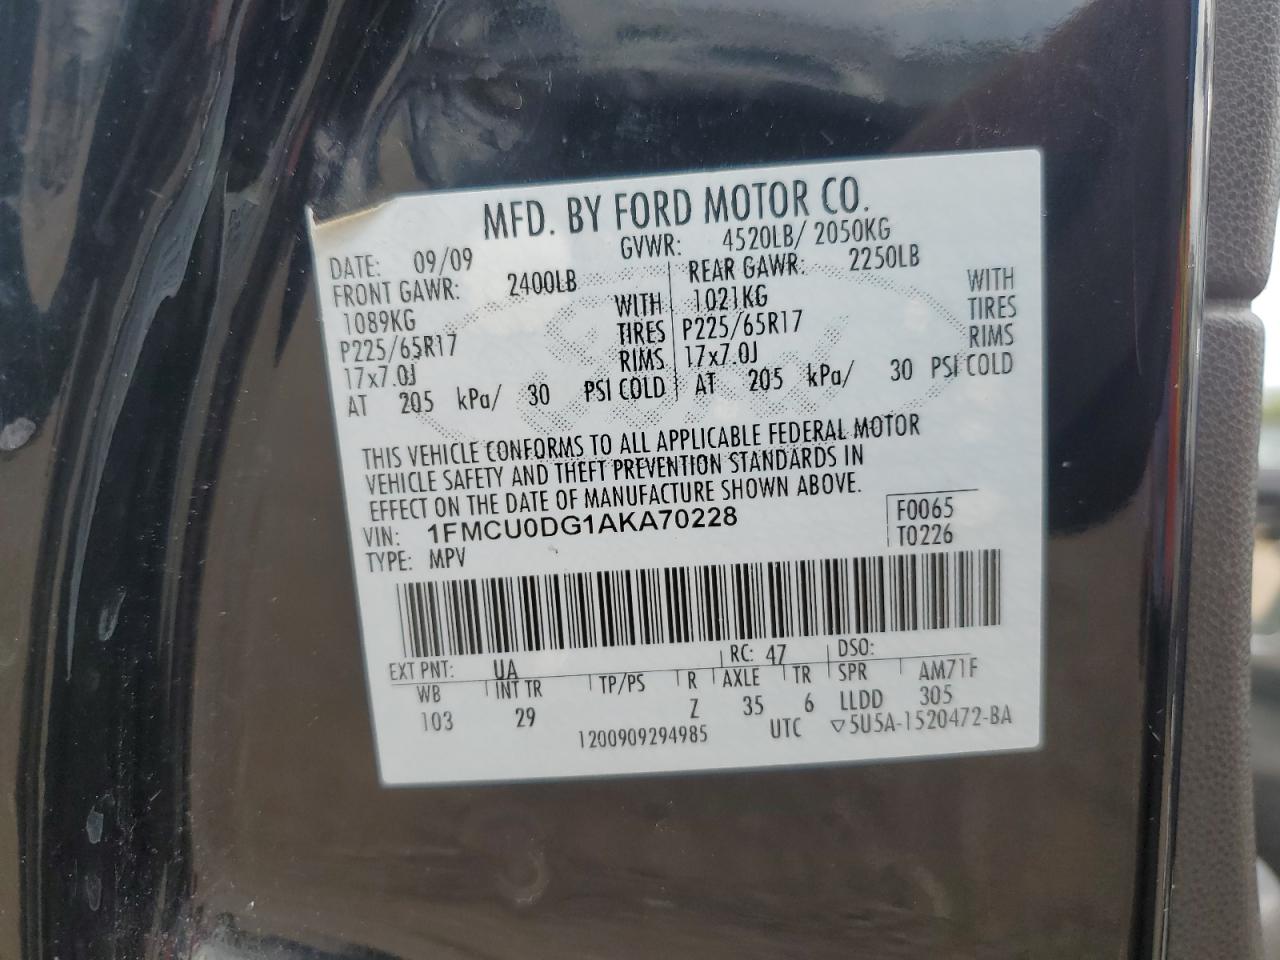 MFD. BY FORD MOTOR CO.
DATE: 09/09 GVWR: 4520LB/ 2050KG
FRONT GAWR: 2400LB REAR GAWR: 2250LB
1089KG WITH 1021KG WITH
P225/65R17 TIRES P225/65R17 TIRES
17x7.0J RIMS 17x7.0J RIMS
AT 205 kPa/ 30 PSI COLD AT 205 kPa/ 30 PSI COLD
THIS VEHICLE CONFORMS TO ALL APPLICABLE FEDERAL MOTOR
VEHICLE SAFETY AND THEFT PREVENTION STANDARDS IN
EFFECT ON THE DATE OF MANUFACTURE SHOWN ABOVE.
VIN: 1FMCU0DG1AKA70228 F0065
TYPE: MPV T0226
EXT PNT: UA RC: 47 DSO:
WB INT TR TP/PS R AXLE TR SPR AM71F
103 29 Z 35 6 LLDD 305
1200909294985 UTC ▽5U5A-1520472-BA